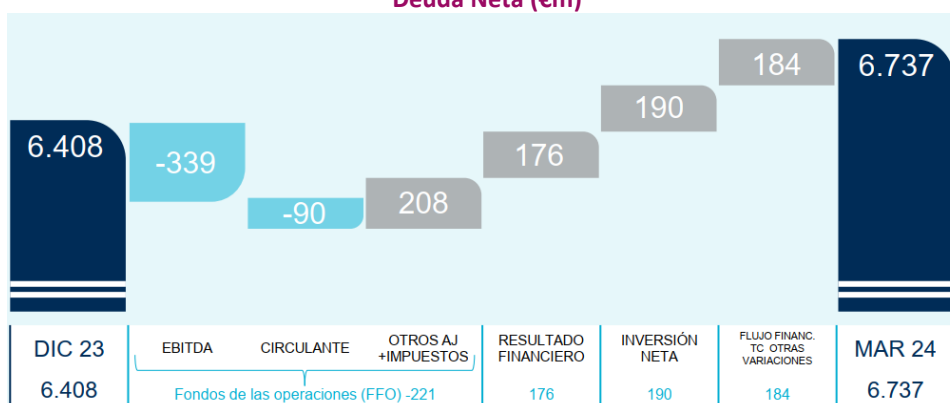 Deuda Neta (€m)
6.408
-339
-90
208
176
190
184
6.737
DIC 23
EBITDA
CIRCULANTE
OTROS AJ
+IMPUESTOS
RESULTADO
FINANCIERO
INVERSIÓN
NETA
FLUJO FINANC.
TC OTRAS
VARIACIONES
MAR 24
6.408
Fondos de las operaciones (FFO) -221
176
190
184
6.737